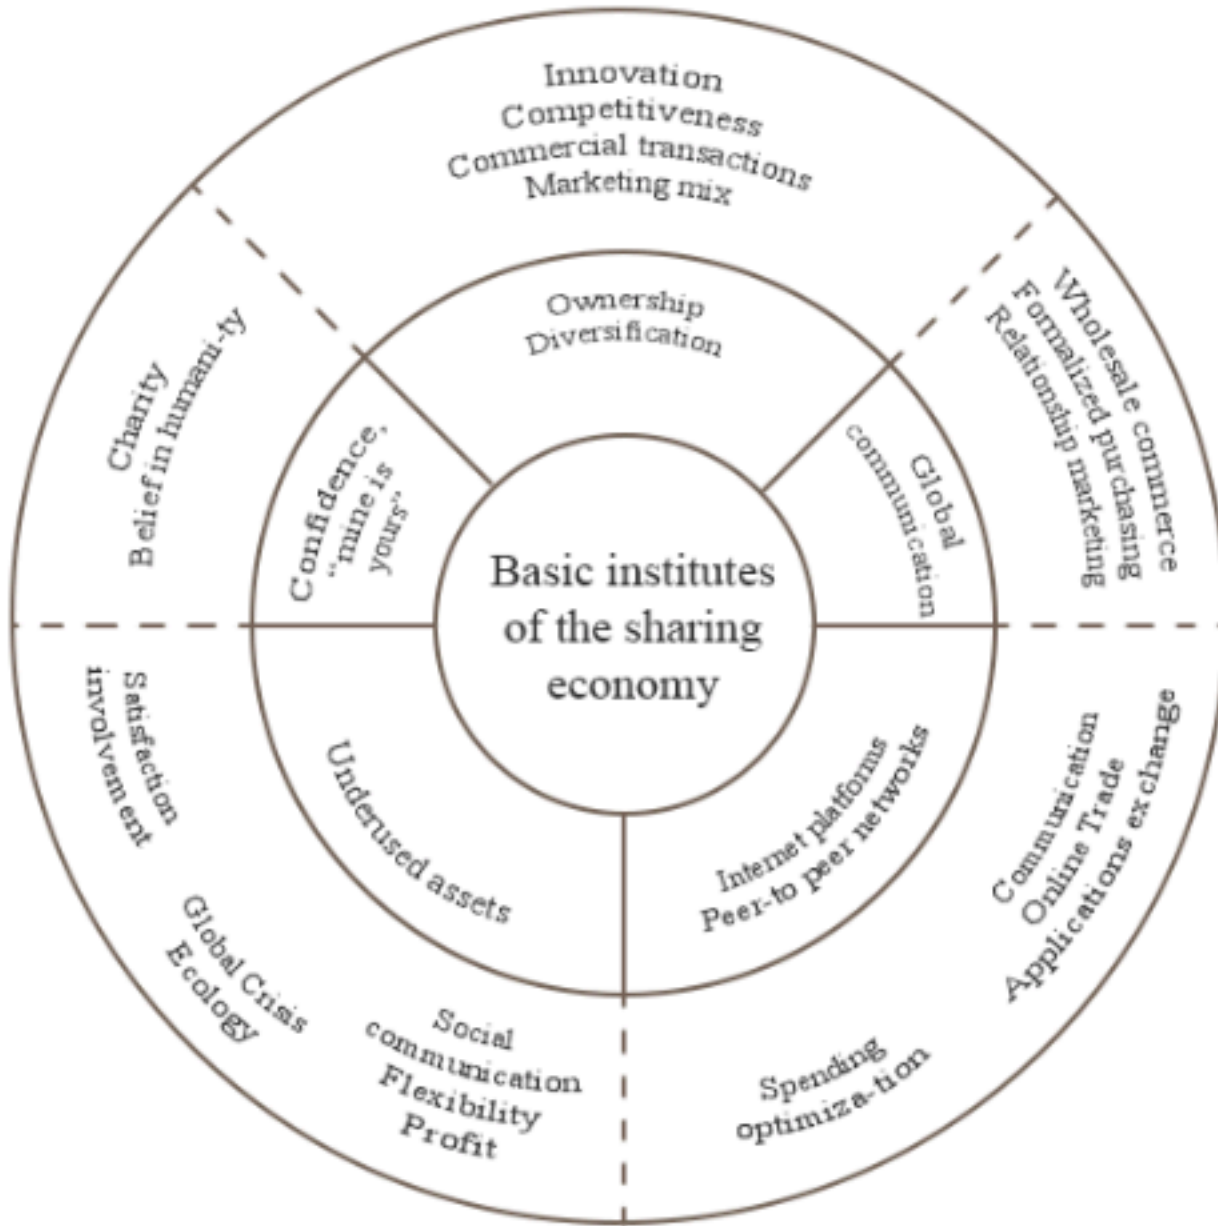 Innovation
Competitiveness
Commercial transactions
Marketing mix
Ownership
Diversification
Wholesale commerce
Formalized purchasing
Relationship marketing
Global
communication
Charity
Belief in humani-ty
Confidence,
“mine is
yours”
Basic institutes
of the sharing
economy
Satisfaction
involvement
Underused assets
Internet platforms
Peer-to peer networks
Communication
Online Trade
Applications exchange
Global Crisis
Ecology
Social
communication
Flexibility
Profit
Spending
optimiza-tion